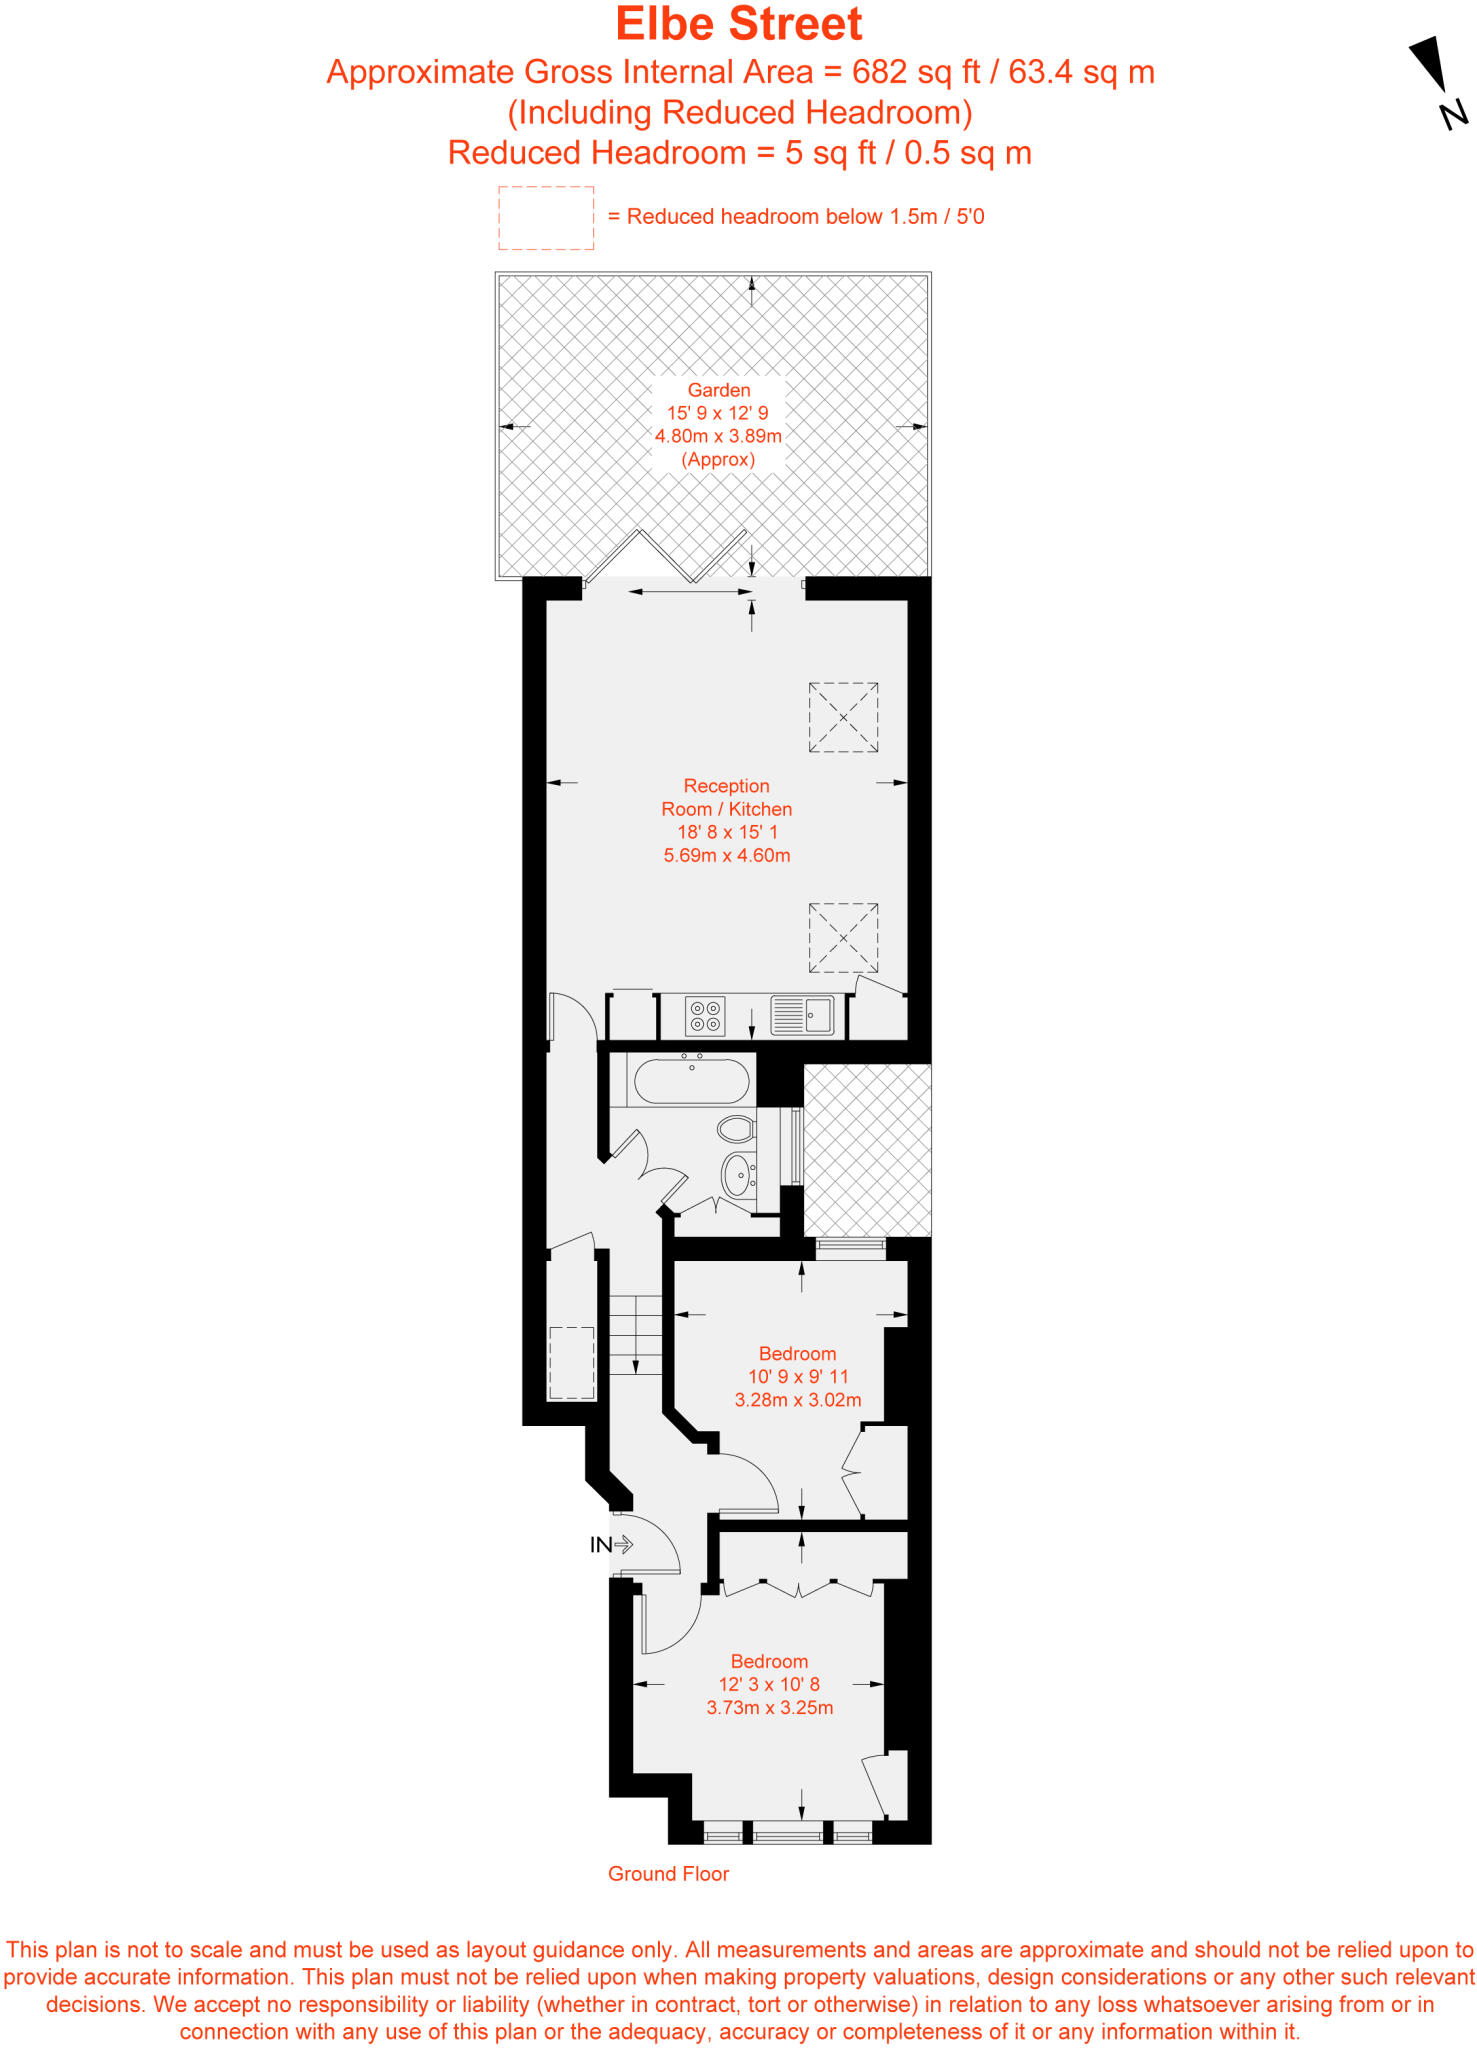 Elbe Street
Approximate Gross Internal Area = 682 sq ft / 63.4 sq m
(Including Reduced Headroom)
Reduced Headroom = 5 sq ft / 0.5 sq m
N
= Reduced headroom below 1.5m / 5'0
Garden
15' 9 x 12' 9
4.80m x 3.89m
(Approx)
Reception
Room / Kitchen
18' 8 x 15' 1
5.69m x 4.60m
Bedroom
10' 9 x 9' 11
3.28m x 3.02m
IN
Bedroom
12' 3 x 10' 8
3.73m x 3.25m
Ground Floor
This plan is not to scale and must be used as layout guidance only. All measurements and areas are approximate and should not be relied upon to
provide accurate information. This plan must not be relied upon when making property valuations, design considerations or any other such relevant
decisions. We accept no responsibility or liability (whether in contract, tort or otherwise) in relation to any loss whatsoever arising from or in
connection with any use of this plan or the adequacy, accuracy or completeness of it or any information within it.